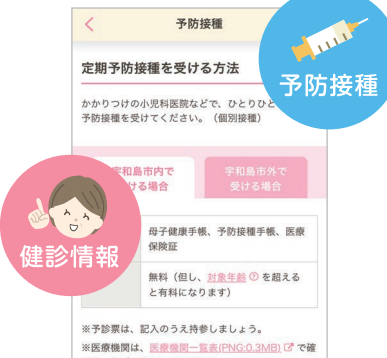 予防接種
予防接種
定期予防接種を受ける方法
かかりつけの小児科医院などで、ひとりひと
予防接種を受けてください。（個別接種）
宇和島市内で
ける場合
宇和島市外で
受ける場合
健診情報
母子健康手帳、予防接種手帳、医療
保険証
無料（但し、対象年齢?を超える
と有料になります）
※予診票は、記入のうえ持参しましょう。
※医療機関は、医療機関一覧表(PNG:0.3MB)で確